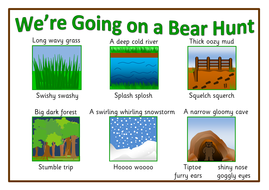 We're Going on a Bear Hunt
Long wavy grass
A deep cold river
Thick oozy mud
Swishy swashy
Splash splosh
Squelch squerch
Big dark forest
A swirling whirling snowstorm
A narrow gloomy cave
Stumble trip
Hoooo woooo
Tiptoe shiny nose
furry ears goggly eyes